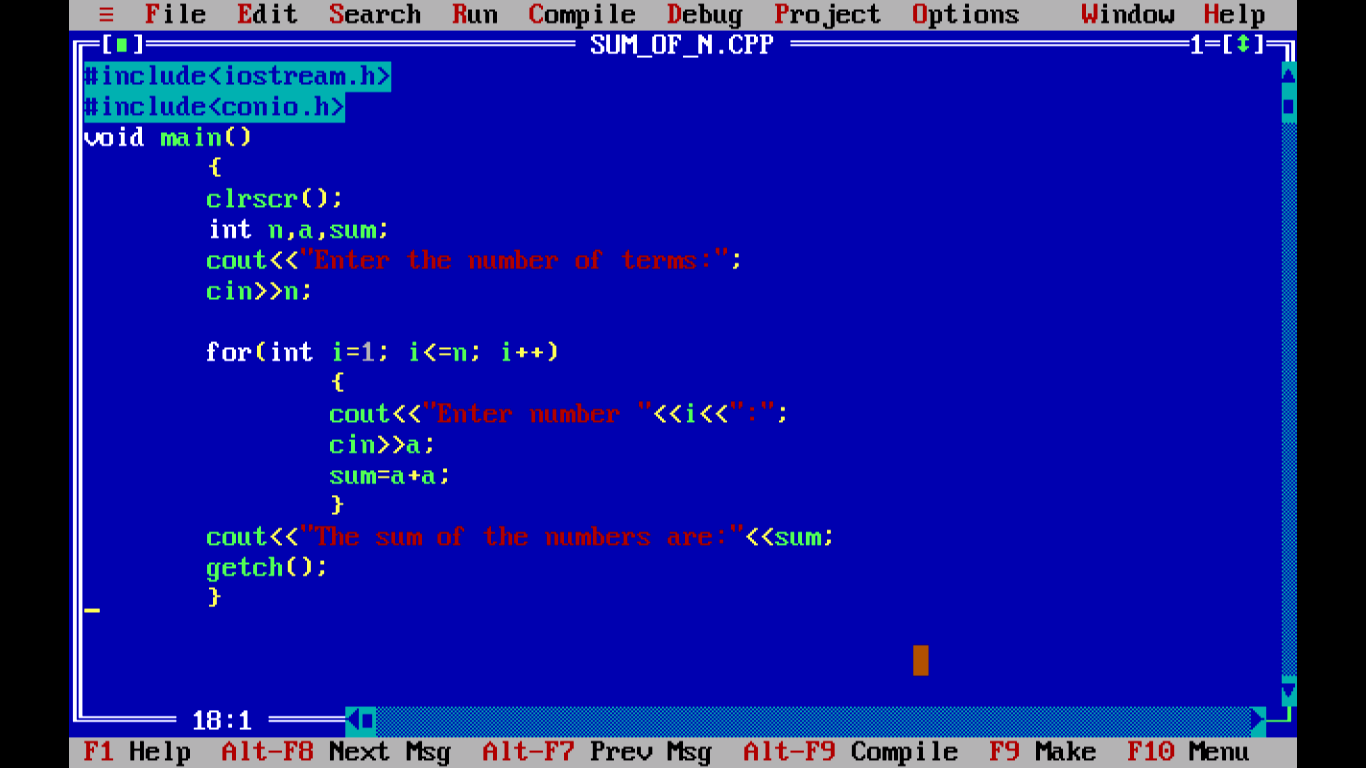 ≡ File Edit Search Run Compile Debug Project Options Window Help
[■] SUM_OF_N.CPP 1=[↕]
#include<iostream.h>
#include<conio.h>
void main()
{
clrscr();
int n,a,sum;
cout<<"Enter the number of terms:";
cin>>n;
for(int i=1; i<=n; i++)
{
cout<<"Enter number "<<i<<":";
cin>>a;
sum=a+a;
}
cout<<"The sum of the numbers are:"<<sum;
getch();
}
18:1
F1 Help Alt-F8 Next Msg Alt-F7 Prev Msg Alt-F9 Compile F9 Make F10 Menu